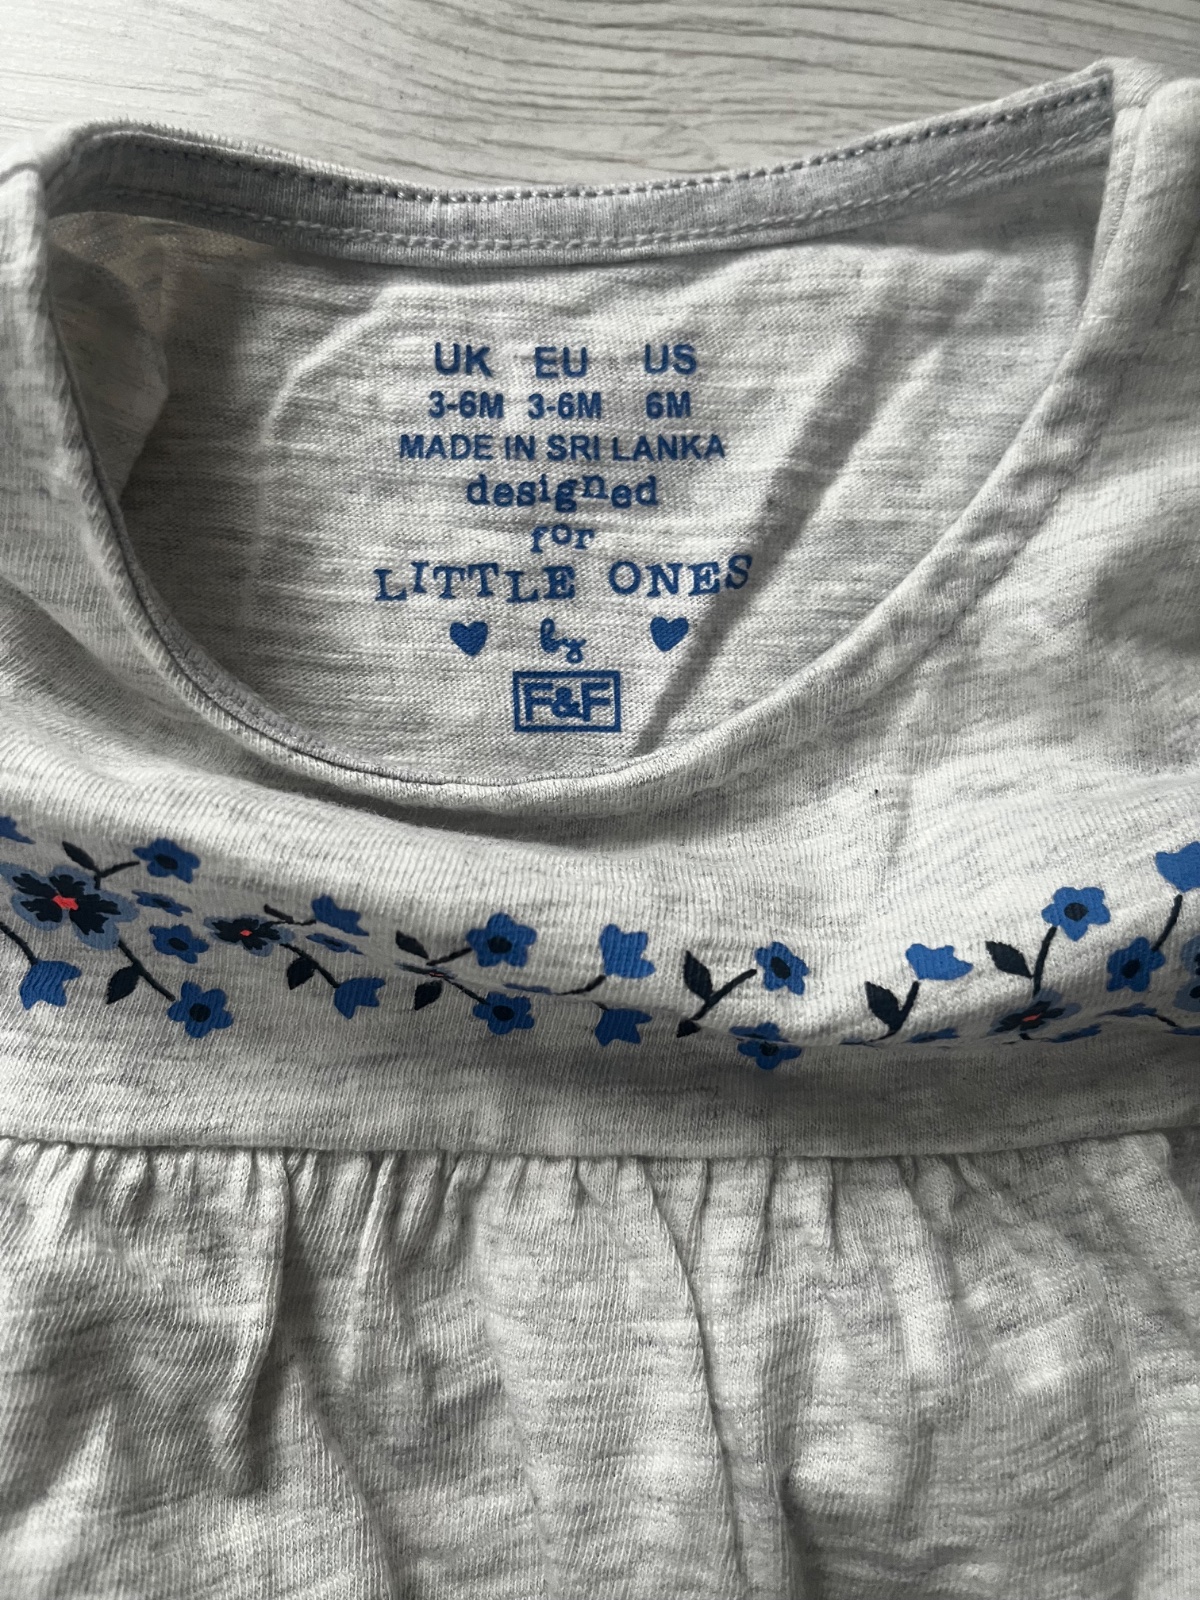 UK EU US
3-6M 3-6M 6M
MADE IN SRI LANKA
designed
for
LITTLE ONES
by
F&F